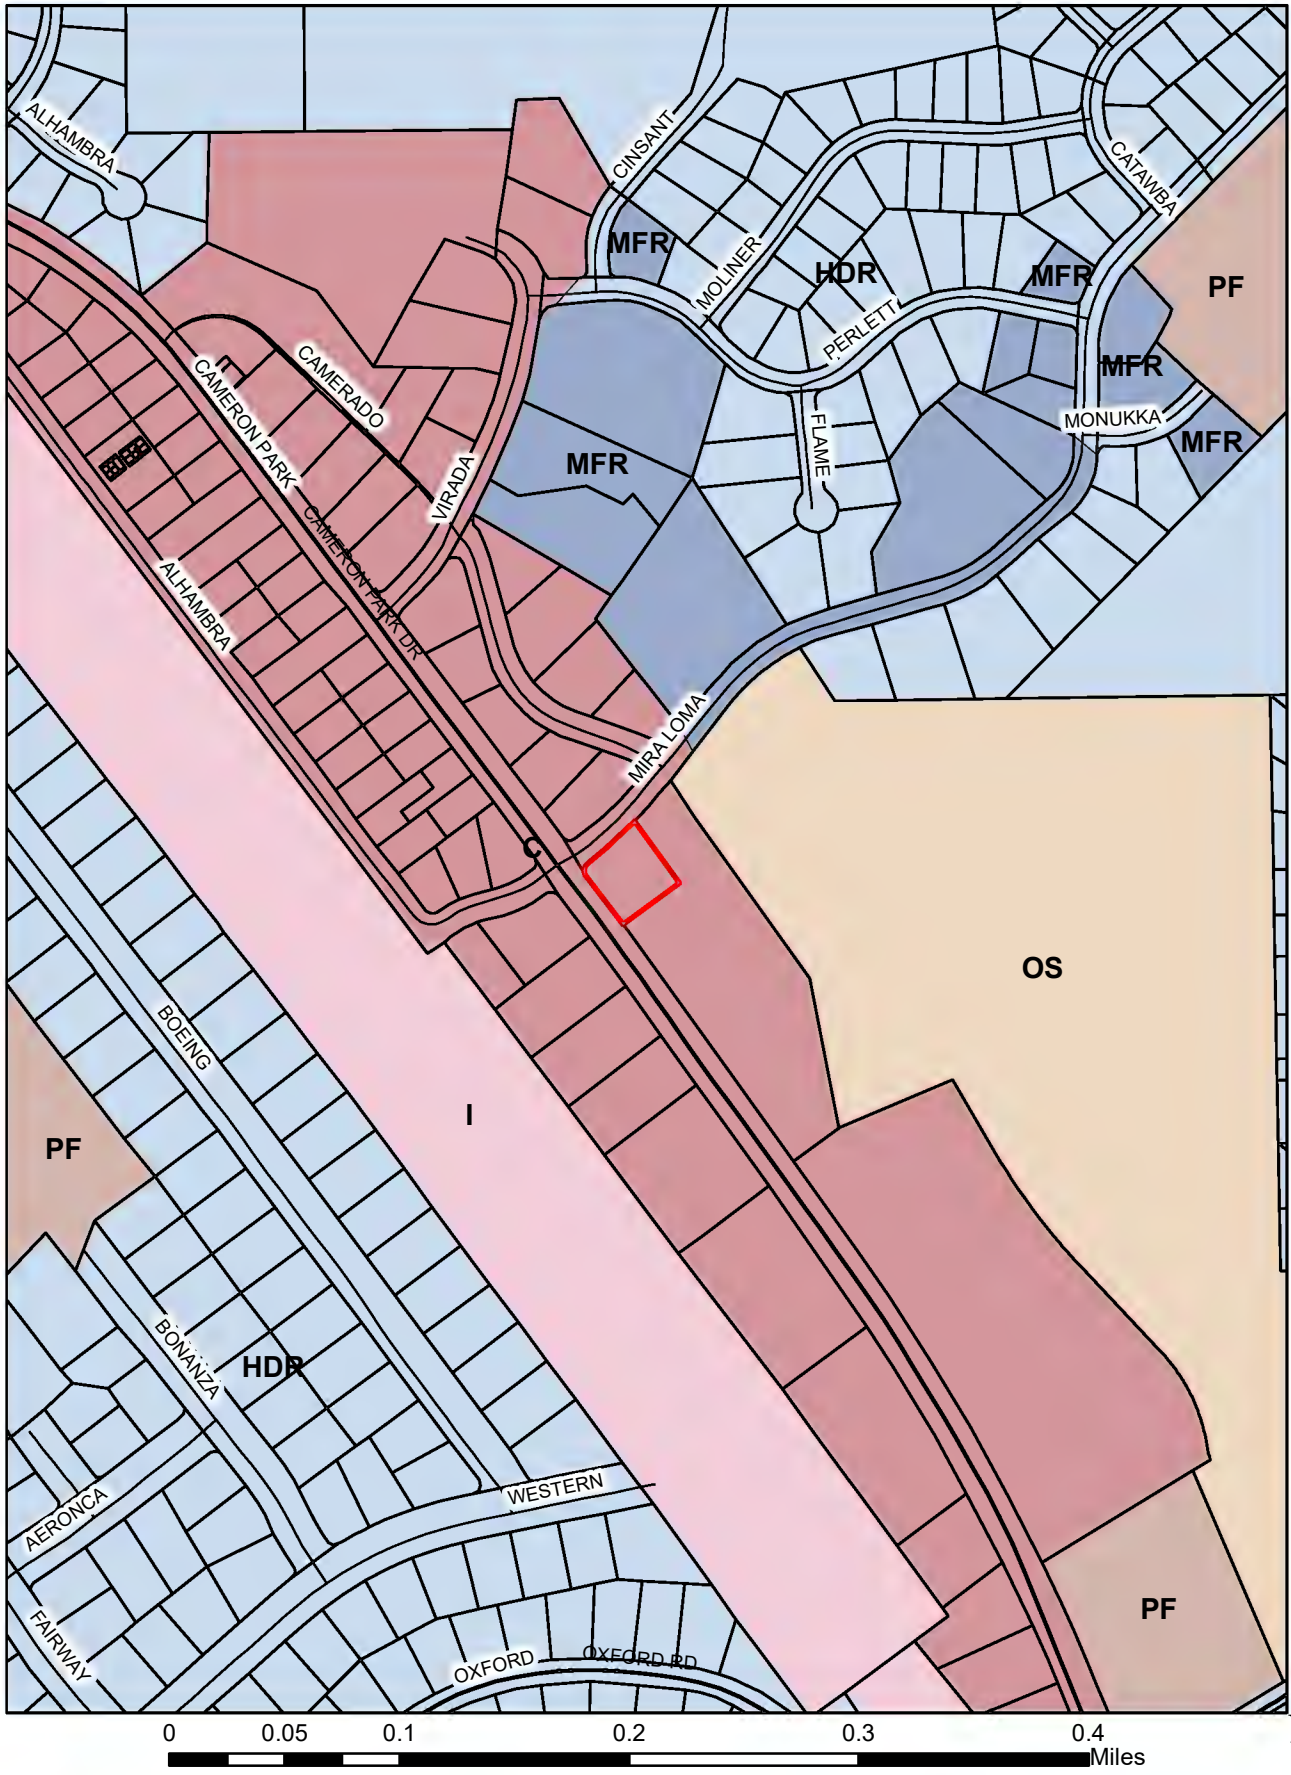 ALHAMBRA
CINSANT
CATAWBA
MFR
MOLINER
HDR
MFR
PF
PERLETT
CAMERADO
CAMERON PARK
MFR
FLAME
MONUKKA
MFR
MFR
VIRADA
CAMERON PARK DR
ALHAMBRA
MIRA LOMA
C
OS
BOEING
I
PF
BONANZA
HDR
WESTERN
AERONCA
PF
FAIRWAY
OXFORD
OXFORD RD
0 0.05 0.1 0.2 0.3 0.4
Miles